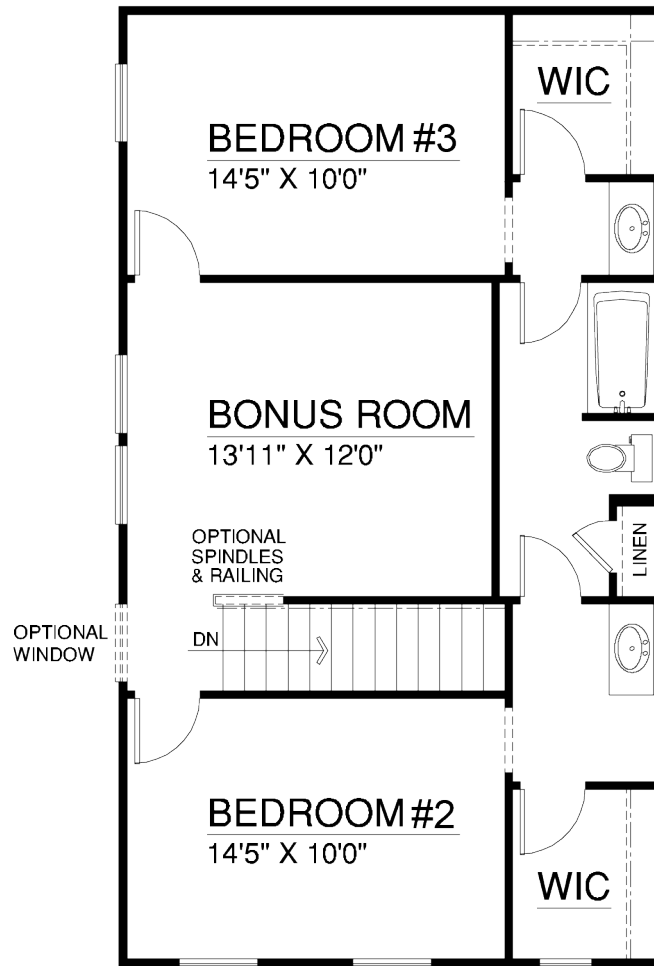 WIC
BEDROOM #3
14'5" X 10'0"
BONUS ROOM
13'11" X 12'0"
OPTIONAL
SPINDLES
& RAILING
LINEN
OPTIONAL
WINDOW
DN
BEDROOM #2
14'5" X 10'0"
WIC